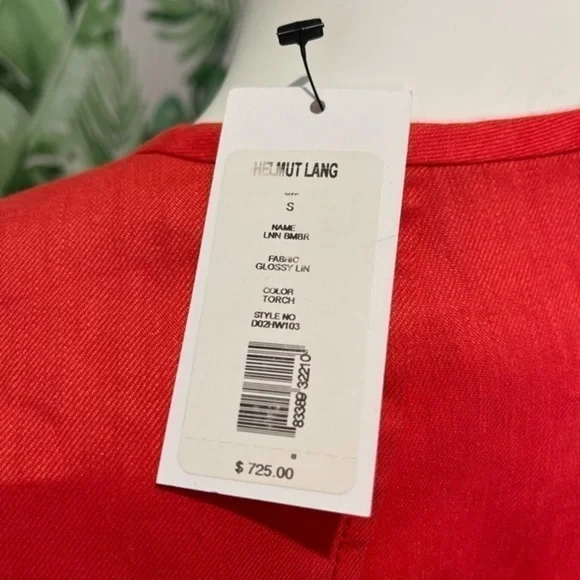 HELMUT LANG
SIZE
S
NAME
LNN BMBR
FABRIC
GLOSSY LIN
COLOR
TORCH
STYLE NO
D02HW103
83389 32210
$ 725.00